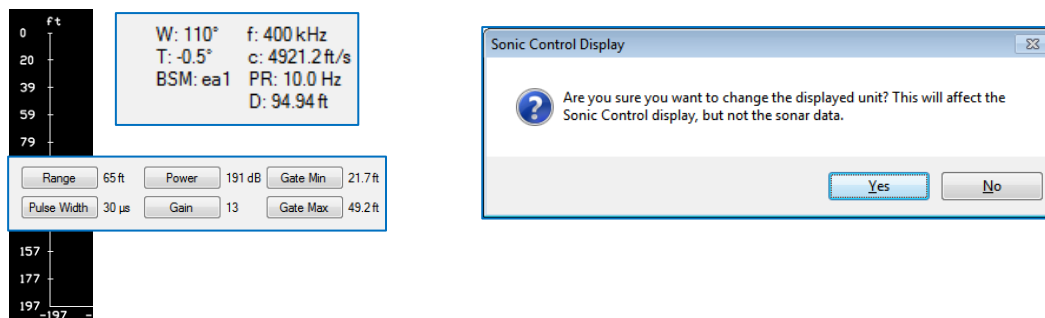 ft
0
20
39
59
79
W: 110° f: 400 kHz
T: -0.5° c: 4921.2 ft/s
BSM: ea1 PR: 10.0 Hz
D: 94.94 ft
Range 65 ft Power 191 dB Gate Min 21.7 ft
Pulse Width 30 µs Gain 13 Gate Max 49.2 ft
157
177
197
-197 -
Sonic Control Display
Are you sure you want to change the displayed unit? This will affect the
Sonic Control display, but not the sonar data.
Yes No